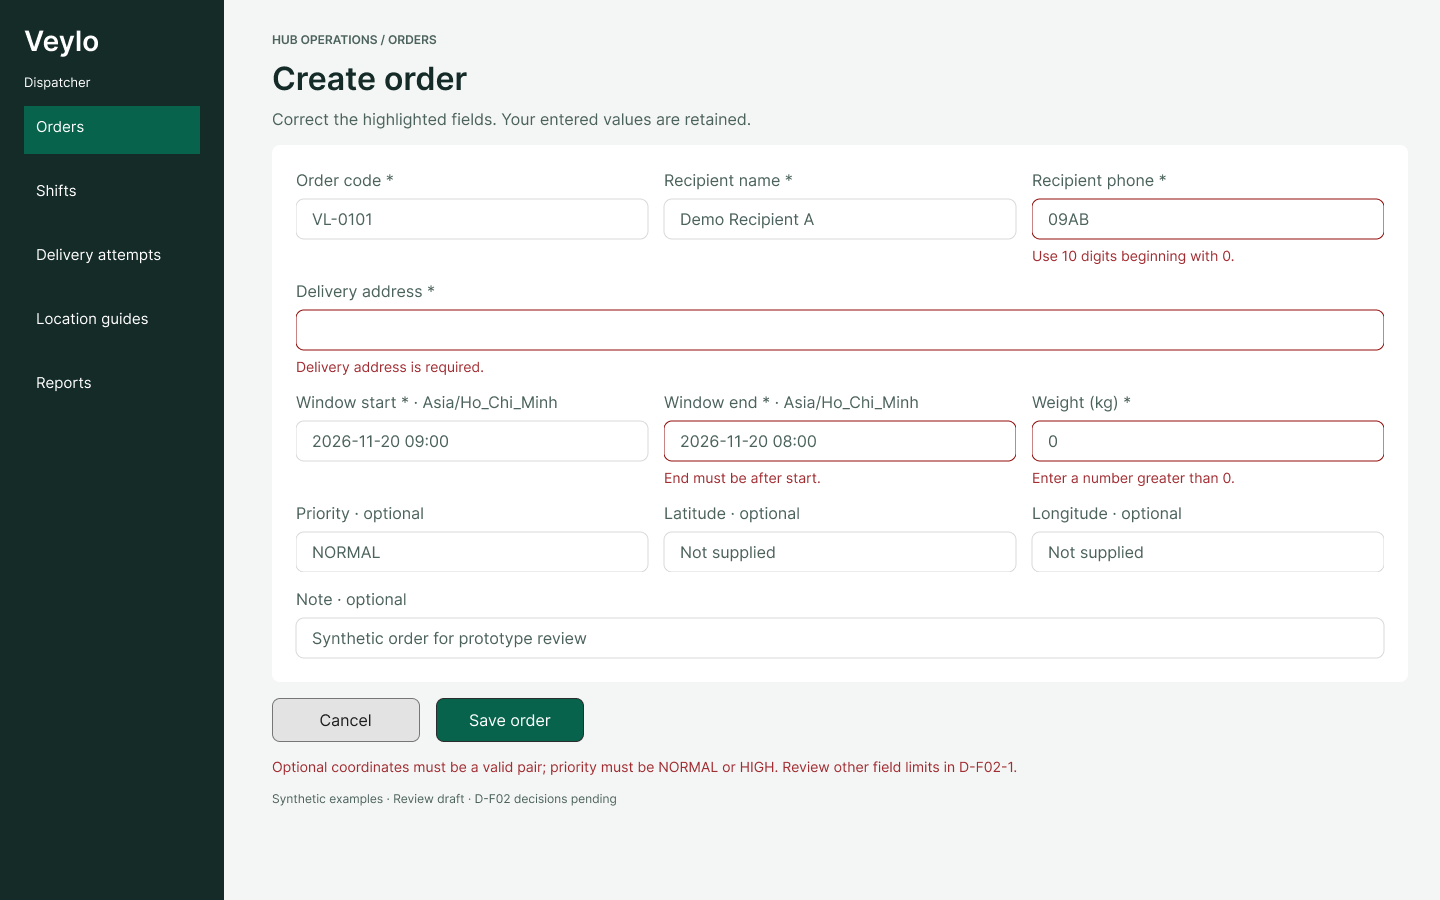 Veylo
Dispatcher
Orders
Shifts
Delivery attempts
Location guides
Reports
HUB OPERATIONS / ORDERS
Create order
Correct the highlighted fields. Your entered values are retained.
Order code *
Recipient name *
Recipient phone *
VL-0101
Demo Recipient A
09AB
Use 10 digits beginning with 0.
Delivery address *
Delivery address is required.
Window start * · Asia/Ho_Chi_Minh
Window end * · Asia/Ho_Chi_Minh
Weight (kg) *
2026-11-20 09:00
2026-11-20 08:00
0
End must be after start.
Enter a number greater than 0.
Priority · optional
Latitude · optional
Longitude · optional
NORMAL
Not supplied
Not supplied
Note · optional
Synthetic order for prototype review
Cancel
Save order
Optional coordinates must be a valid pair; priority must be NORMAL or HIGH. Review other field limits in D-F02-1.
Synthetic examples · Review draft · D-F02 decisions pending